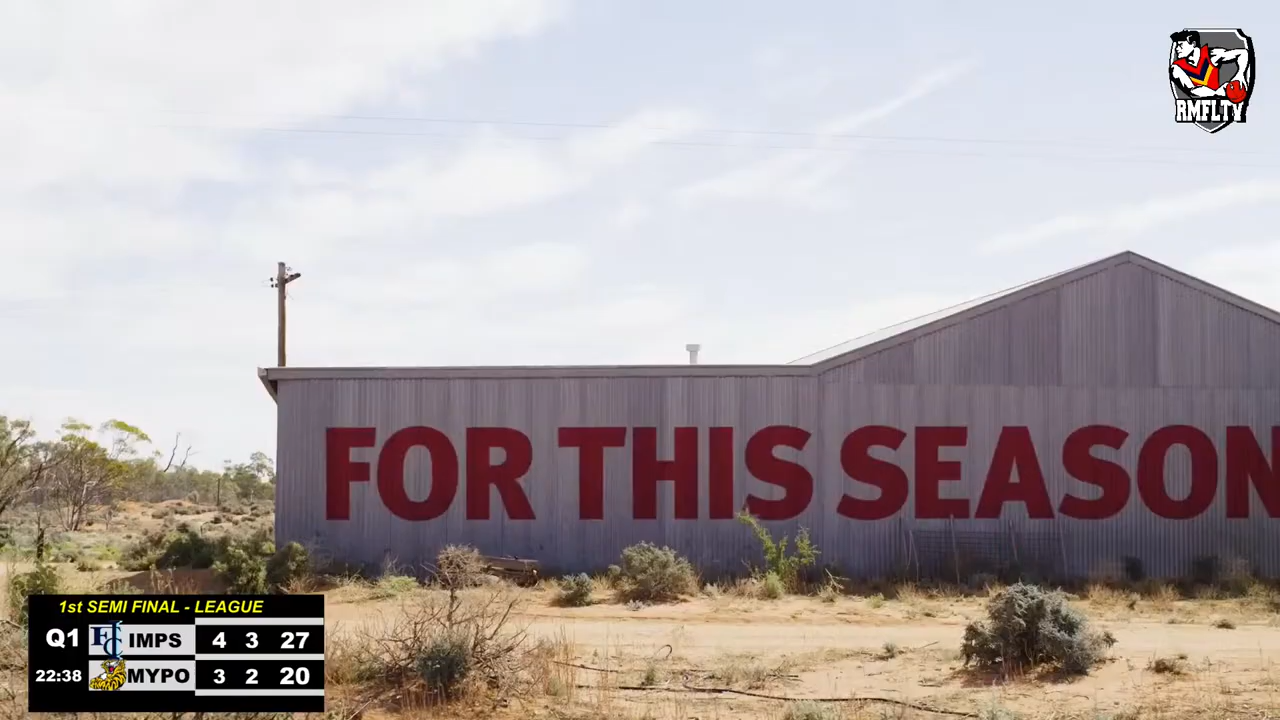 RMFLTV
FOR THIS SEASON
1st SEMI FINAL - LEAGUE
Q1 IMPS 4 3 27
22:38 MYPO 3 2 20